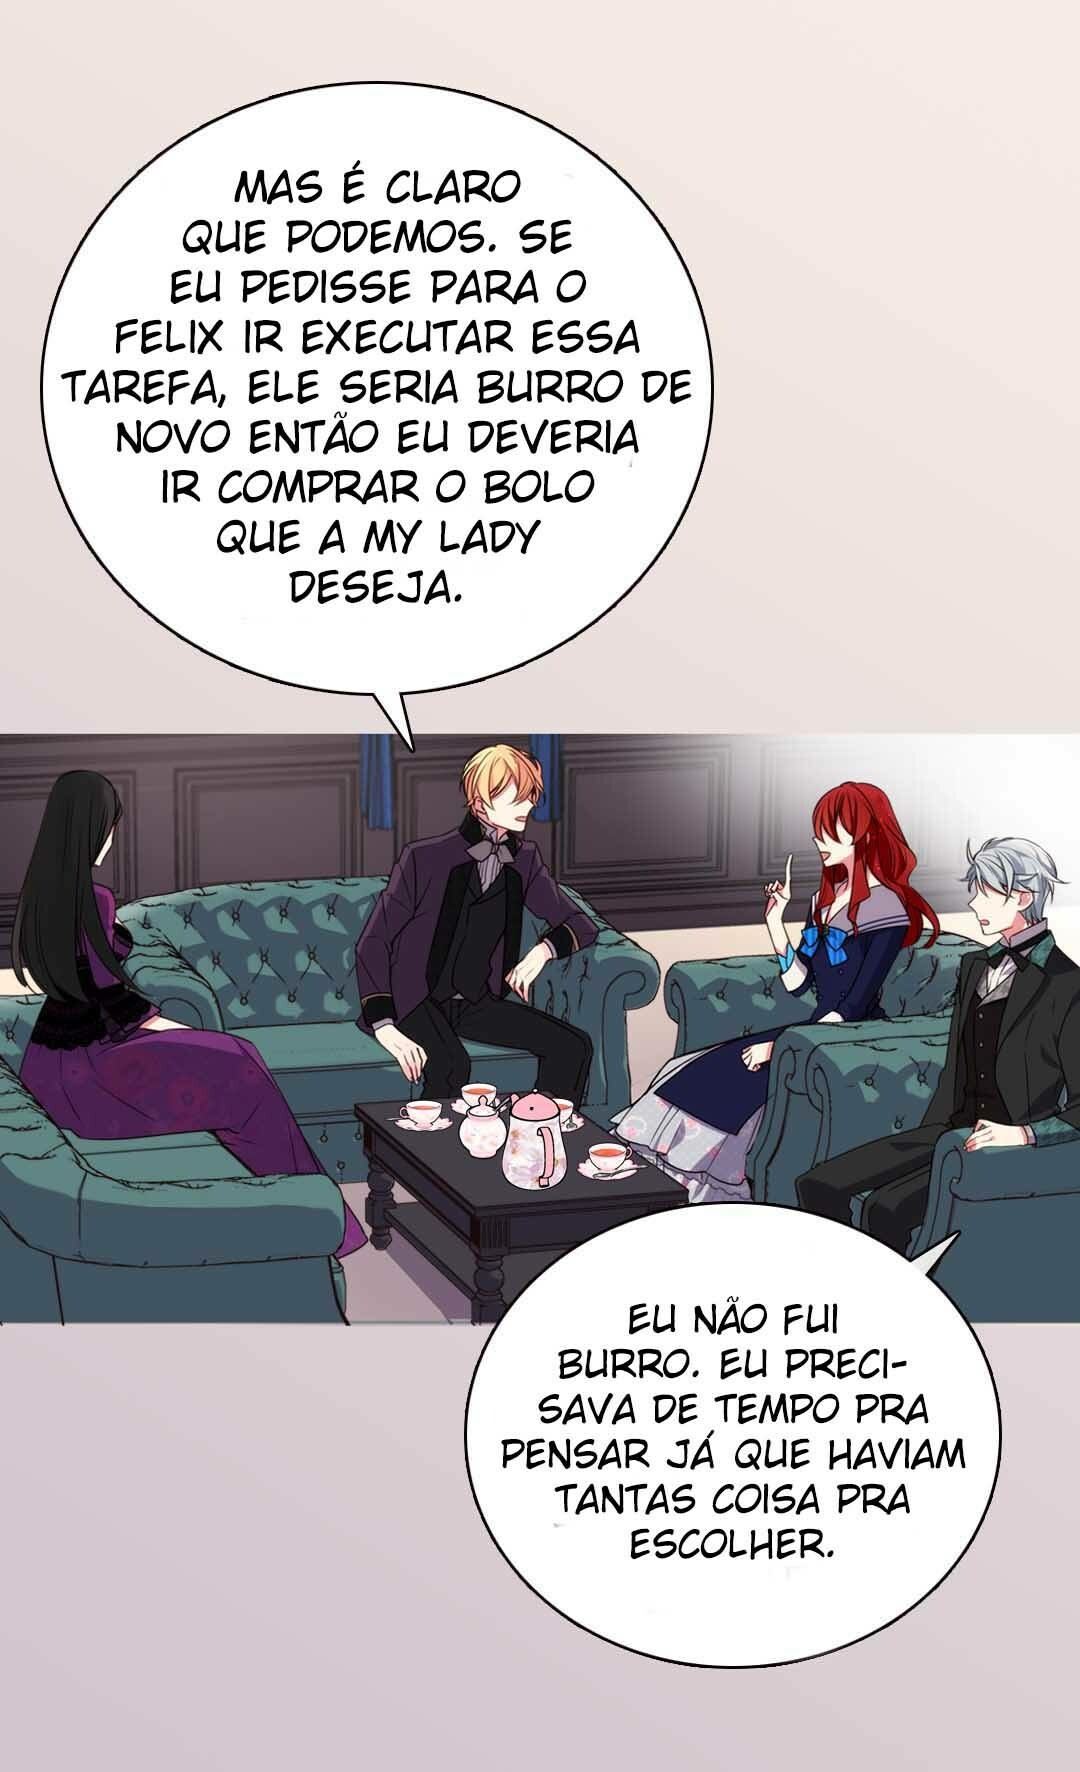 MAS É CLARO
QUE PODEMOS. SE
EU PEDISSE PARA O
FELIX IR EXECUTAR ESSA
TAREFA, ELE SERIA BURRO DE
NOVO ENTÃO EU DEVERIA
IR COMPRAR O BOLO
QUE A MY LADY
DESEJA.
EU NÃO FUI
BURRO. EU PRECI-
SAVA DE TEMPO PRA
PENSAR JÁ QUE HAVIAM
TANTAS COISA PRA
ESCOLHER.